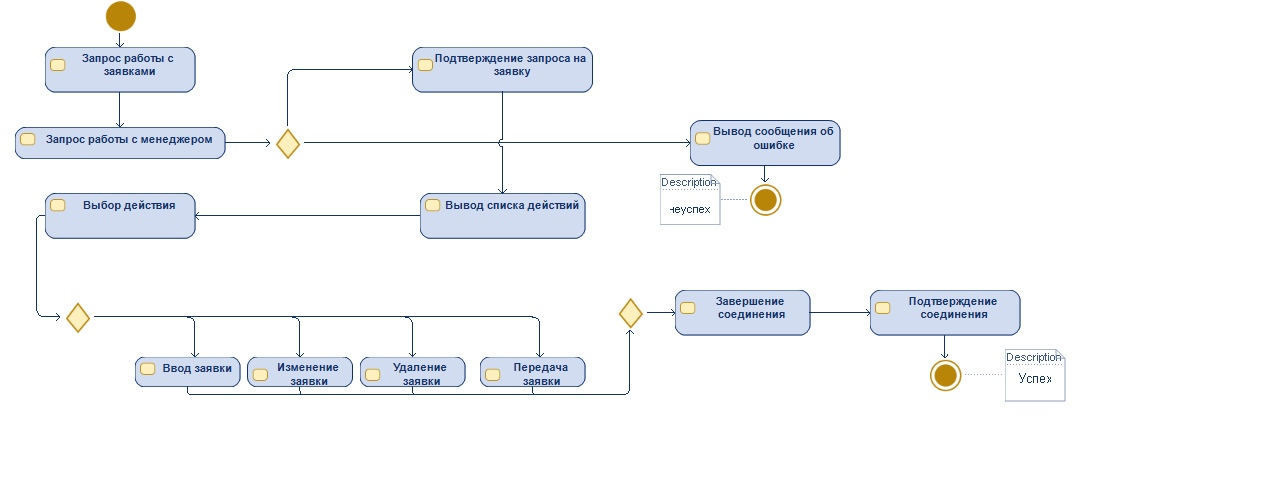 Запрос работы с
заявками
Подтверждение запроса на
заявку
Запрос работы с менеджером
Вывод сообщения об
ошибке
Description
неуспех
Выбор действия
Вывод списка действий
Завершение
соединения
Подтверждение
соединения
Ввод заявки
Изменение
заявки
Удаление
заявки
Передача
заявки
Description
Успех